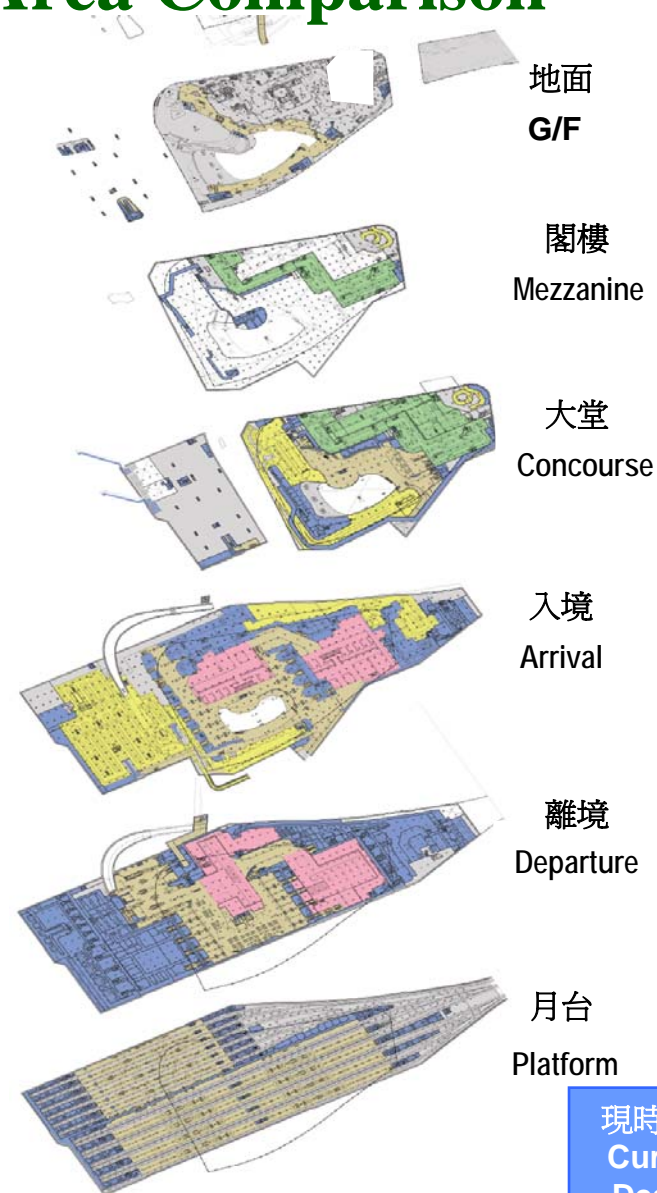 Area Comparison
地面
G/F
閣樓
Mezzanine
大堂
Concourse
入境
Arrival
離境
Departure
月台
Platform
現時